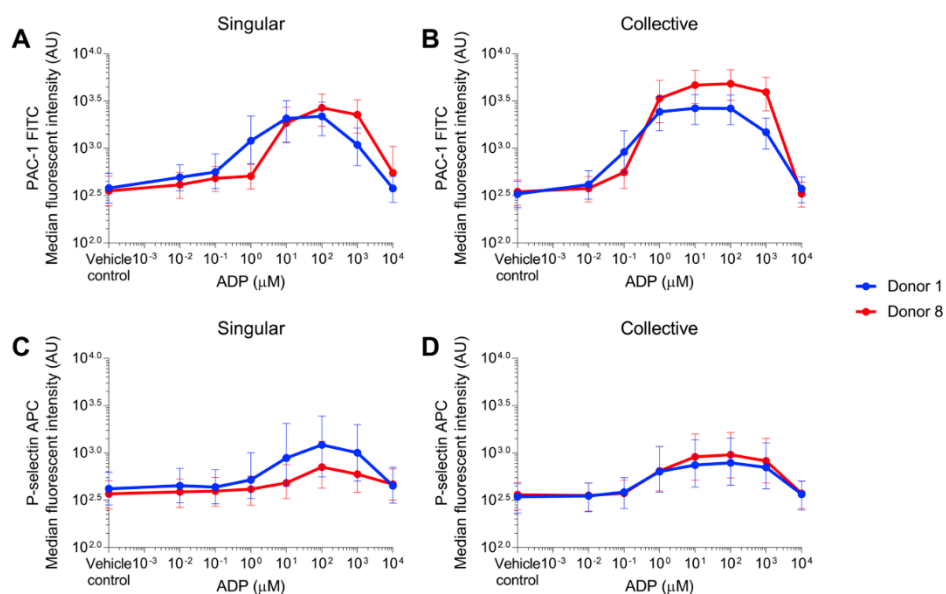 A
Singular
PAC-1 FITC
Median fluorescent intensity (AU)
10^4.0
10^3.5
10^3.0
10^2.5
10^2.0
Vehicle control 10^-3 10^-2 10^-1 10^0 10^1 10^2 10^3 10^4
ADP (μM)
B
Collective
PAC-1 FITC
Median fluorescent intensity (AU)
10^4.0
10^3.5
10^3.0
10^2.5
10^2.0
Vehicle control 10^-3 10^-2 10^-1 10^0 10^1 10^2 10^3 10^4
ADP (μM)
Donor 1
Donor 8
C
Singular
P-selectin APC
Median fluorescent intensity (AU)
10^4.0
10^3.5
10^3.0
10^2.5
10^2.0
Vehicle control 10^-3 10^-2 10^-1 10^0 10^1 10^2 10^3 10^4
ADP (μM)
D
Collective
P-selectin APC
Median fluorescent intensity (AU)
10^4.0
10^3.5
10^3.0
10^2.5
10^2.0
Vehicle control 10^-3 10^-2 10^-1 10^0 10^1 10^2 10^3 10^4
ADP (μM)